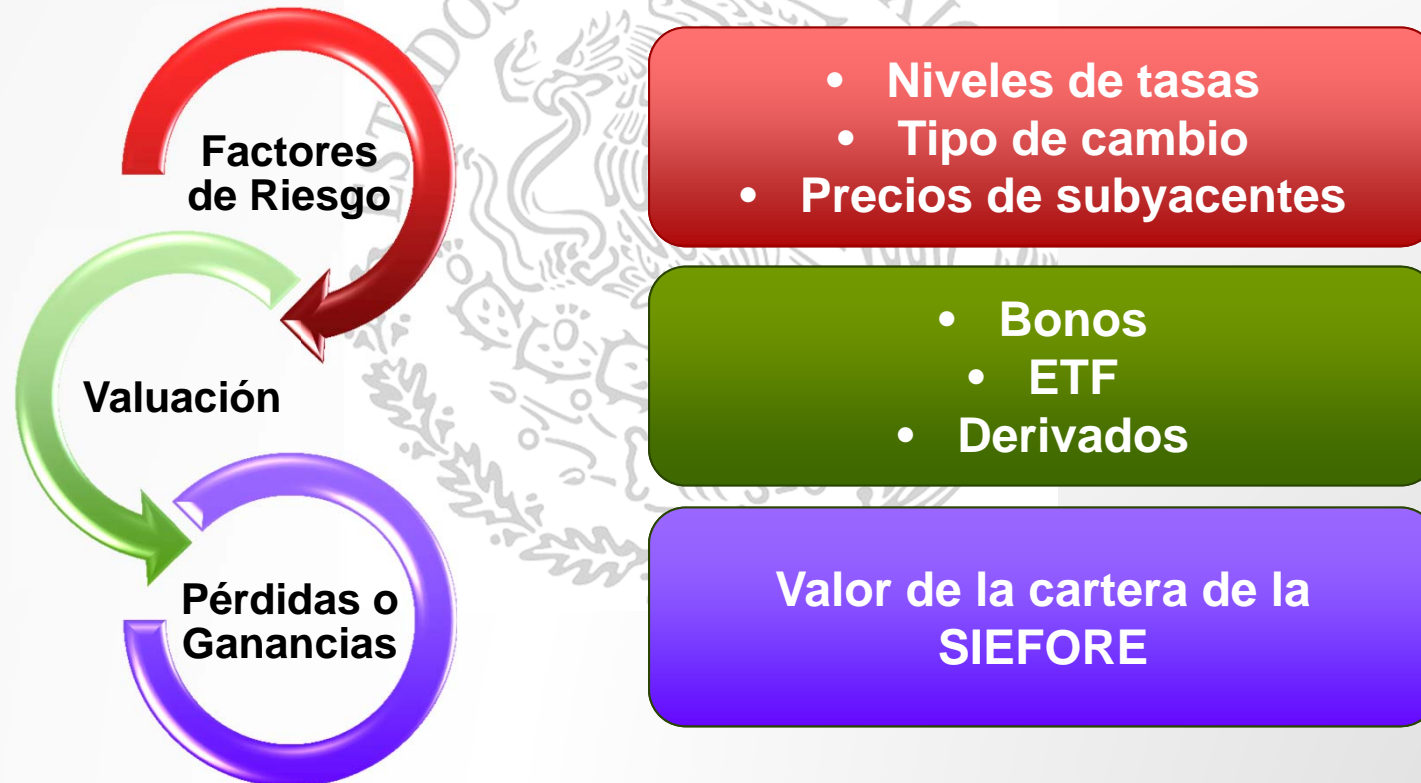 Factores
de Riesgo
• Niveles de tasas
• Tipo de cambio
• Precios de subyacentes
Valuación
• Bonos
• ETF
• Derivados
Pérdidas o
Ganancias
Valor de la cartera de la
SIEFORE